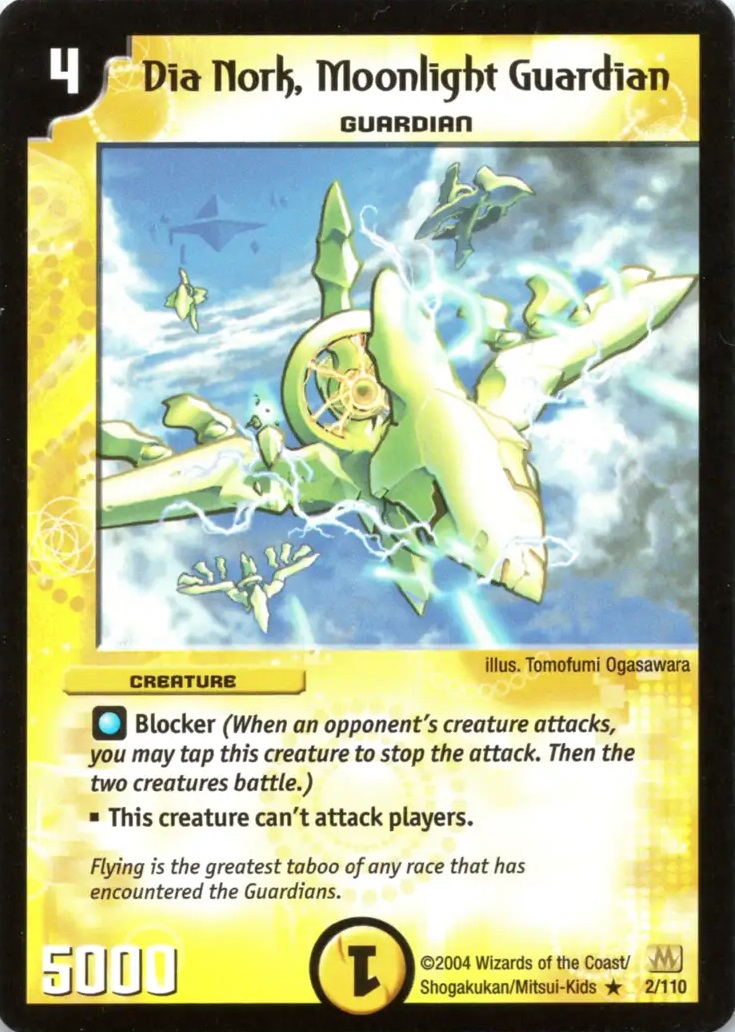 4
Dia Nork, Moonlight Guardian
GUARDIAN
illus. Tomofumi Ogasawara
CREATURE
Blocker (When an opponent's creature attacks,
you may tap this creature to stop the attack. Then the
two creatures battle.)
▪ This creature can't attack players.
Flying is the greatest taboo of any race that has
encountered the Guardians.
5000
1
©2004 Wizards of the Coast/
Shogakukan/Mitsui-Kids ★ 2/110